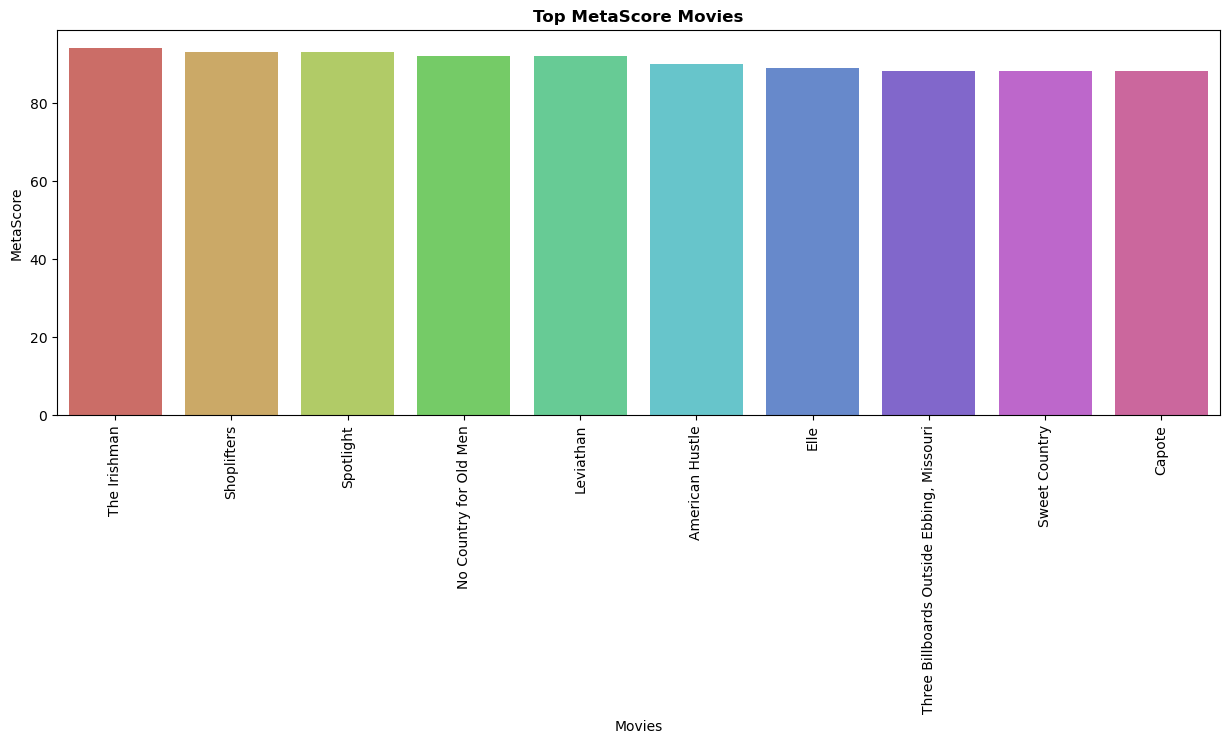 Top MetaScore Movies
MetaScore
80
60
40
20
0
The Irishman
Shoplifters
Spotlight
No Country for Old Men
Leviathan
American Hustle
Elle
Three Billboards Outside Ebbing, Missouri
Sweet Country
Capote
Movies